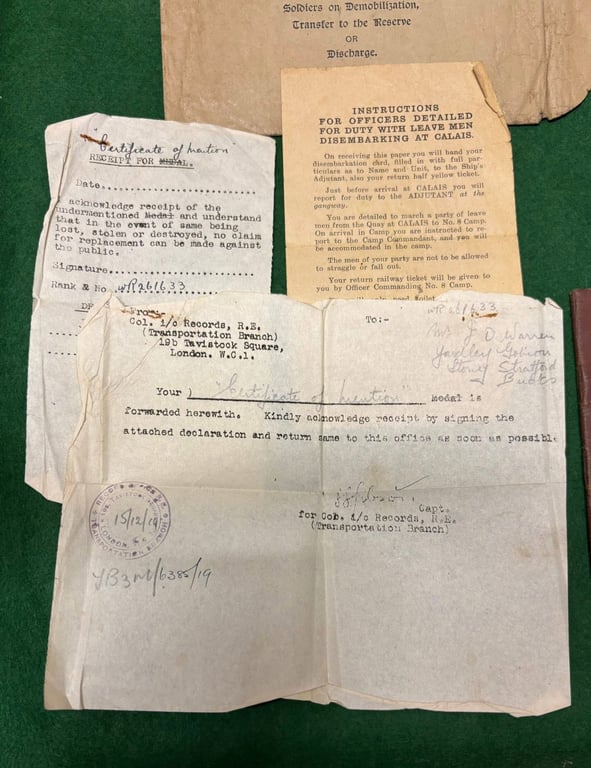 Soldiers on Demobilization,
Transfer to the Reserve
OR
Discharge.
INSTRUCTIONS
FOR OFFICERS DETAILED
FOR DUTY WITH LEAVE MEN
DISEMBARKING AT CALAIS.
On receiving this paper you will hand your
disembarkation card, filled in with full par-
ticulars as to Name and Unit, to the Ship's
Adjutant, also your return half yellow ticket.
Just before arrival at CALAIS you will
report for duty to the ADJUTANT at the
gangway.
You are detailed to march a party of leave
men from the Quay at CALAIS to No. 8 Camp.
On arrival in Camp you are instructed to re-
port to the Camp Commandant, and you will
be accommodated in the camp.
The men of your party are not to be allowed
to straggle or fall out.
Your return railway ticket will be given to
you by Officer Commanding No. 8 Camp.
"Certificate of Mention"
RECEIPT FOR MEDAL.
Date
acknowledge receipt of the
undermentioned Medal and understand
that in the event of same being
lost, stolen or destroyed, no claim
for replacement can be made against
the public.
Signature
Rank & No. WR261633
From:-
Col. i/c Records, R.E.
(Transportation Branch)
19b Tavistock Square,
London. W.C.1.
To:-
WR261633
D Warren
Yardley
Stony Stratford
Bucks
Your ) "Certificate of Mention" Medal is
forwarded herewith. Kindly acknowledge receipt by signing the
attached declaration and return same to this office as soon as possible
Capt.
for Col. i/c Records, R.E.
(Transportation Branch)
15/12/19
LONDON
/6385/19